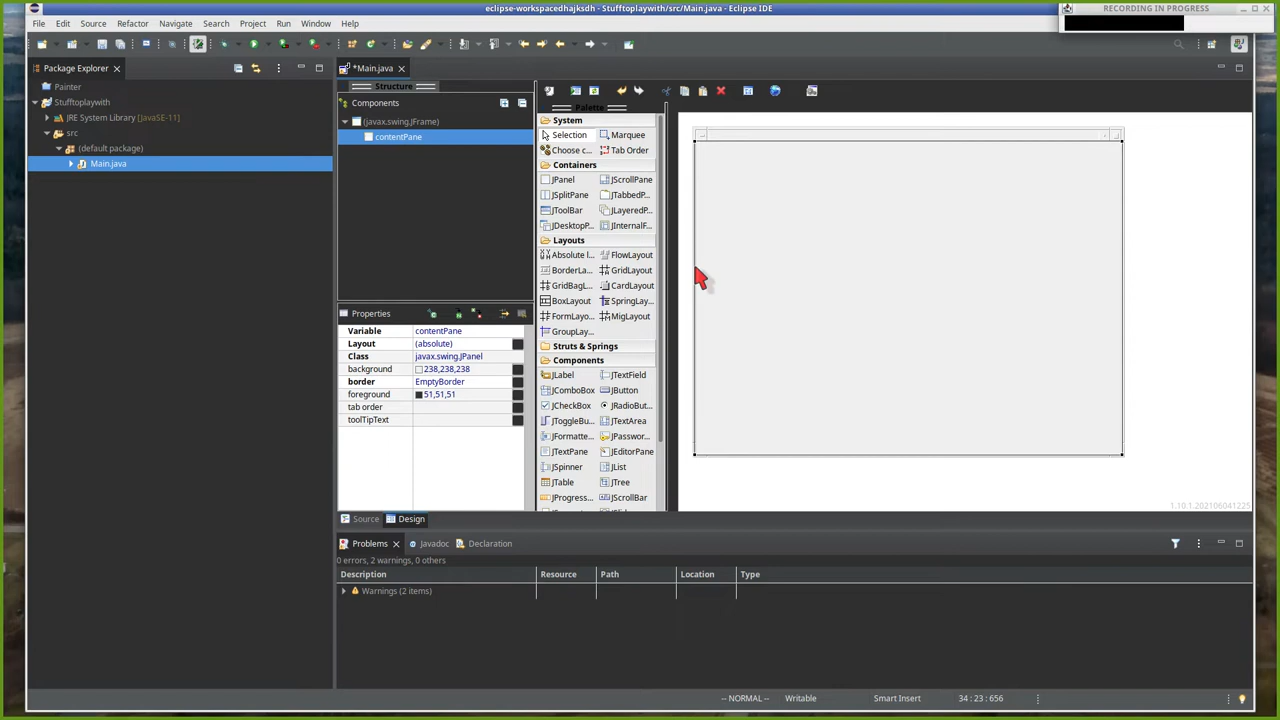 eclipse-workspacedhajksdh - Stufftoplaywith/src/Main.java - Eclipse IDE
RECORDING IN PROGRESS
File Edit Source Refactor Navigate Search Project Run Window Help
Package Explorer
*Main.java
Painter
Stufftoplaywith
JRE System Library [JavaSE-11]
src
(default package)
Main.java
Structure
Components
(javax.swing.JFrame)
contentPane
Properties
Variable contentPane
Layout (absolute)
Class javax.swing.JPanel
background 238,238,238
border EmptyBorder
foreground 51,51,51
tab order
toolTipText
Palette
System
Selection Marquee
Choose c... Tab Order
Containers
JPanel JScrollPane
JSplitPane JTabbedP...
JToolBar JLayeredP...
JDesktopP... JInternalF...
Layouts
Absolute l... FlowLayout
BorderLa... GridLayout
GridBagL... CardLayout
BoxLayout SpringLay...
FormLayo... MigLayout
GroupLay...
Struts & Springs
Components
JLabel JTextField
JComboBox JButton
JCheckBox JRadioBut...
JToggleBu... JTextArea
JFormatte... JPasswor...
JTextPane JEditorPane
JSpinner JList
JTable JTree
JProgress... JScrollBar
1.10.1.202106041225
Source Design
Problems Javadoc Declaration
0 errors, 2 warnings, 0 others
Description Resource Path Location Type
Warnings (2 items)
-- NORMAL -- Writable Smart Insert 34 : 23 : 656